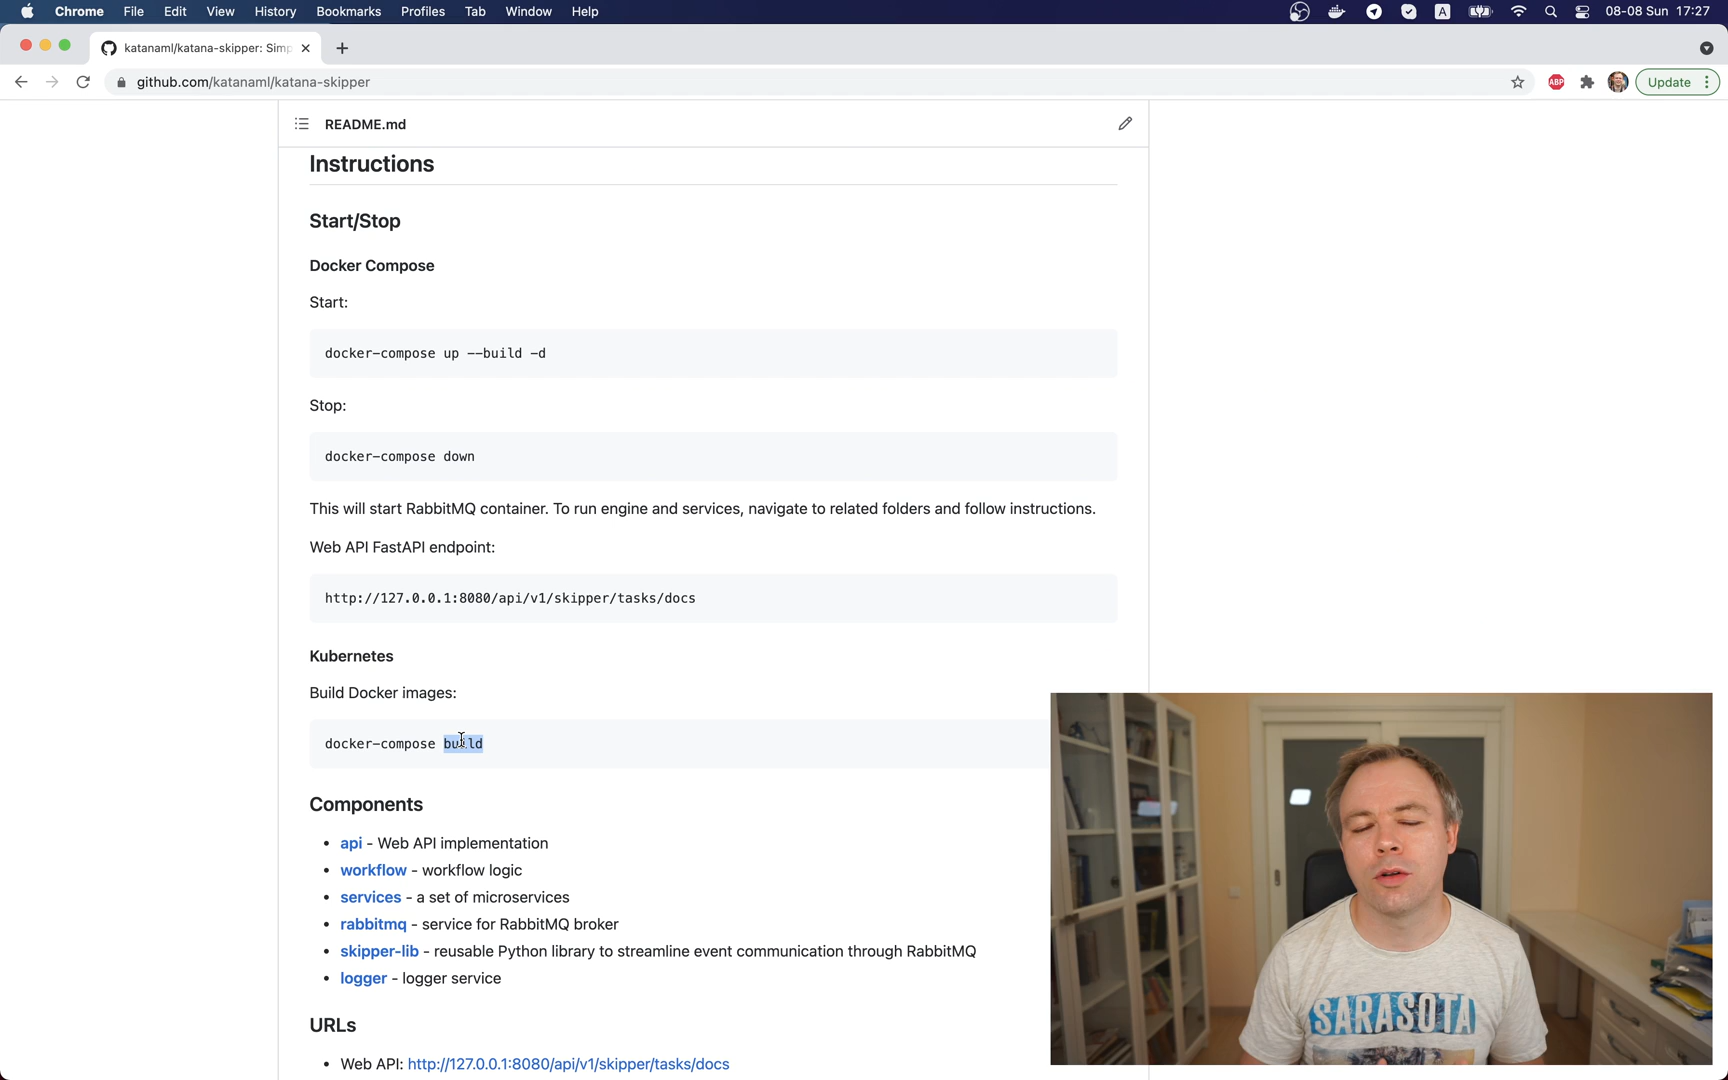 Chrome File Edit View History Bookmarks Profiles Tab Window Help A 08-08 Sun 17:27
katanaml/katana-skipper: Simp
github.com/katanaml/katana-skipper ABP Update
README.md
Instructions
Start/Stop
Docker Compose
Start:
docker-compose up --build -d
Stop:
docker-compose down
This will start RabbitMQ container. To run engine and services, navigate to related folders and follow instructions.
Web API FastAPI endpoint:
http://127.0.0.1:8080/api/v1/skipper/tasks/docs
Kubernetes
Build Docker images:
docker-compose build
Components
• api - Web API implementation
• workflow - workflow logic
• services - a set of microservices
• rabbitmq - service for RabbitMQ broker
• skipper-lib - reusable Python library to streamline event communication through RabbitMQ
• logger - logger service
URLs
• Web API: http://127.0.0.1:8080/api/v1/skipper/tasks/docs
SARASOTA